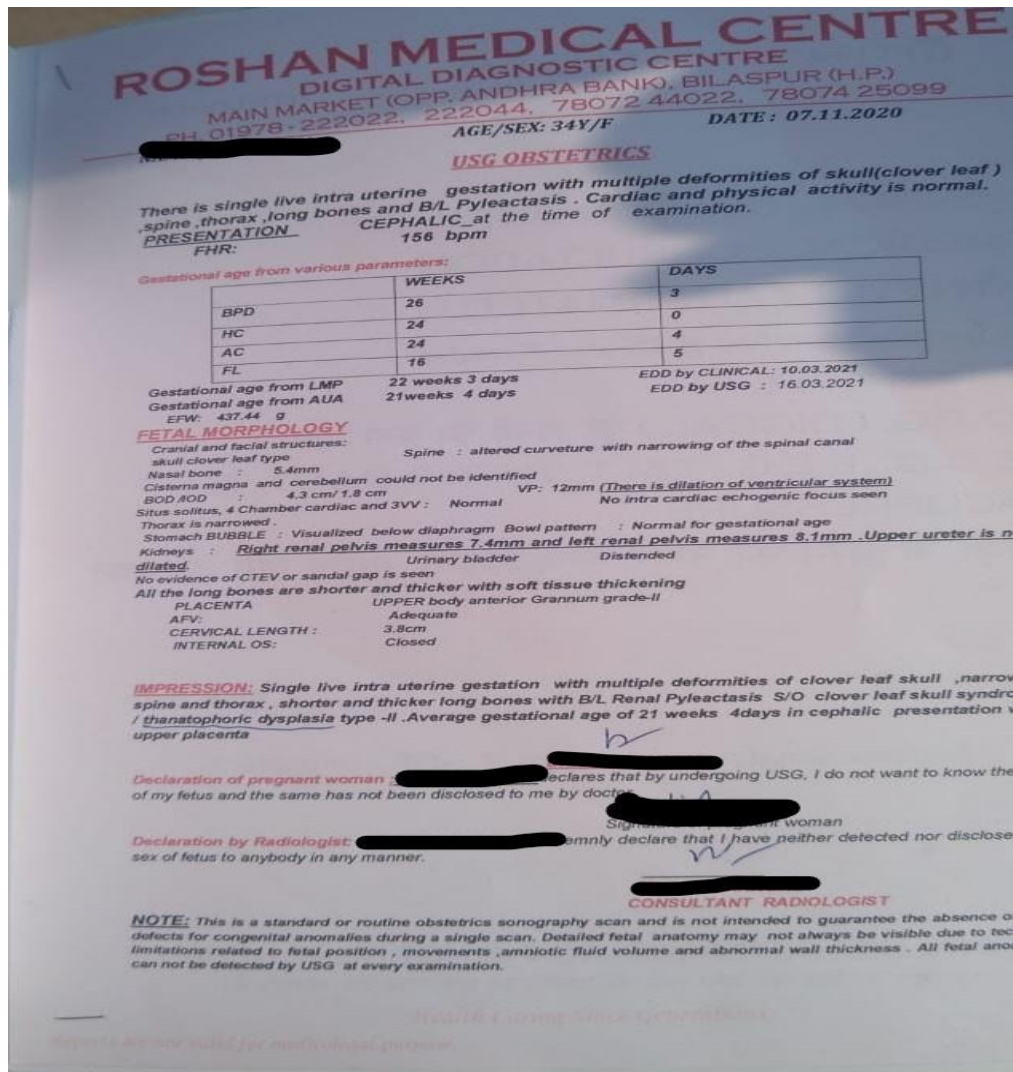 ROSHAN MEDICAL CENTRE
DIGITAL DIAGNOSTIC CENTRE
MAIN MARKET (OPP. ANDHRA BANK), BILASPUR (H.P.)
PH. 01978-222022, 222044, 78072 44022, 78074 25099
AGE/SEX: 34Y/F DATE : 07.11.2020
USG OBSTETRICS
There is single live intra uterine gestation with multiple deformities of skull(clover leaf )
,spine ,thorax ,long bones and B/L Pyleactasis . Cardiac and physical activity is normal.
PRESENTATION CEPHALIC_at the time of examination.
FHR: 156 bpm
Gestational age from various parameters:
WEEKS DAYS
BPD 26 3
HC 24 0
AC 24 4
FL 16 5
Gestational age from LMP 22 weeks 3 days EDD by CLINICAL: 10.03.2021
Gestational age from AUA 21weeks 4 days EDD by USG : 16.03.2021
EFW: 437.44 g
FETAL MORPHOLOGY
Cranial and facial structures:
skull clover leaf type Spine : altered curveture with narrowing of the spinal canal
Nasal bone : 5.4mm
Cisterna magna and cerebellum could not be identified
BOD /IOD : 4.3 cm/ 1.8 cm VP: 12mm (There is dilation of ventricular system)
Situs solitus, 4 Chamber cardiac and 3VV : Normal No intra cardiac echogenic focus seen
Thorax is narrowed .
Stomach BUBBLE : Visualized below diaphragm Bowl pattern : Normal for gestational age
Kidneys : Right renal pelvis measures 7.4mm and left renal pelvis measures 8.1mm .Upper ureter is
dilated. Urinary bladder Distended
No evidence of CTEV or sandal gap is seen
All the long bones are shorter and thicker with soft tissue thickening
PLACENTA UPPER body anterior Grannum grade-II
AFV: Adequate
CERVICAL LENGTH : 3.8cm
INTERNAL OS: Closed
IMPRESSION: Single live intra uterine gestation with multiple deformities of clover leaf skull ,narrow
spine and thorax , shorter and thicker long bones with B/L Renal Pyleactasis S/O clover leaf skull syndro
/ thanatophoric dysplasia type -II .Average gestational age of 21 weeks 4days in cephalic presentation
upper placenta
Declaration of pregnant woman : declares that by undergoing USG, I do not want to know the
of my fetus and the same has not been disclosed to me by doctor
woman
Declaration by Radiologist: emnly declare that I have neither detected nor disclose
sex of fetus to anybody in any manner.
CONSULTANT RADIOLOGIST
NOTE: This is a standard or routine obstetrics sonography scan and is not intended to guarantee the absence o
defects for congenital anomalies during a single scan. Detailed fetal anatomy may not always be visible due to tec
limitations related to fetal position , movements ,amniotic fluid volume and abnormal wall thickness . All fetal ano
can not be detected by USG at every examination.
Reports are not valid for medicolegal purpose.